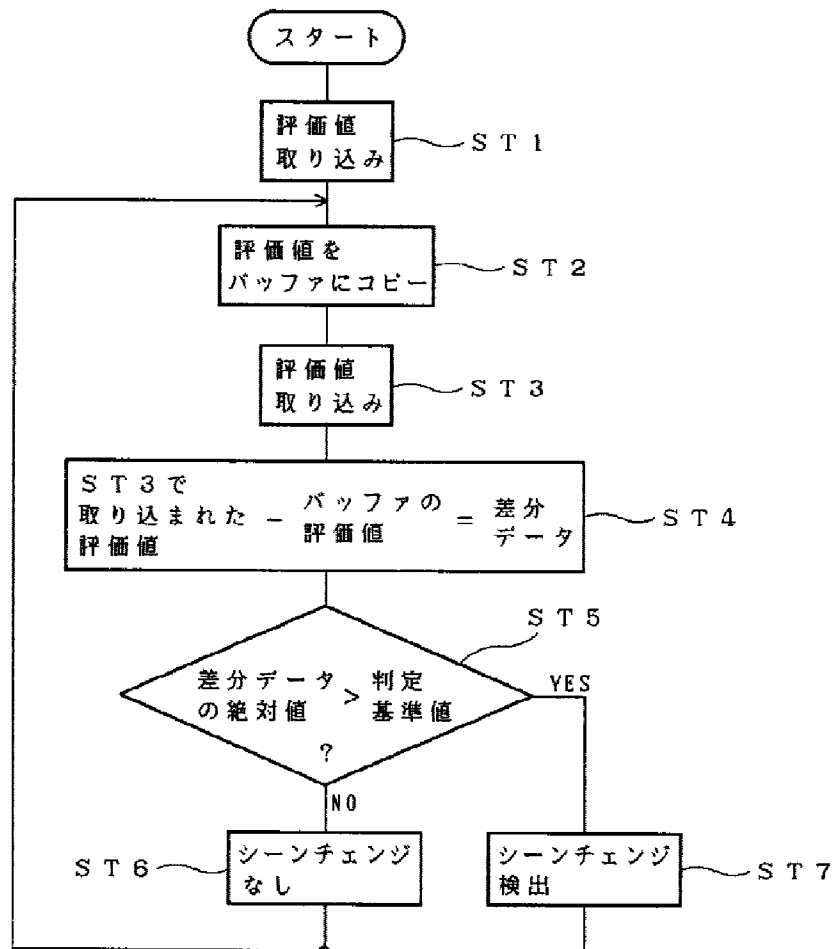 スタート
評価値
取り込み
ST1
評価値を
バッファにコピー
ST2
評価値
取り込み
ST3
ST3で
取り込まれた
評価値
－
バッファの
評価値
＝
差分
データ
ST4
ST5
差分データ
の絶対値
>
判定
基準値
?
YES
NO
ST6
シーンチェンジ
なし
シーンチェンジ
検出
ST7